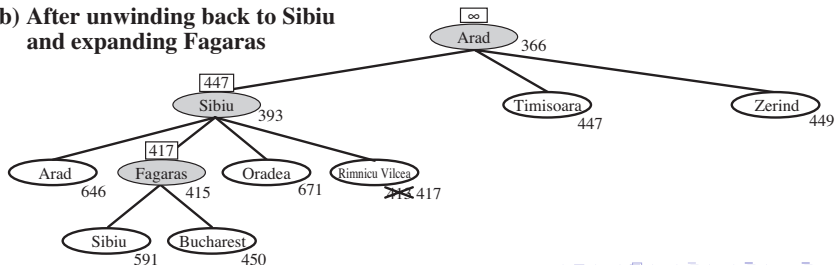 b) After unwinding back to Sibiu
and expanding Fagaras
∞
Arad
366
447
Sibiu
393
Timisoara
447
Zerind
449
417
Arad
646
Fagaras
415
Oradea
671
Rimnicu Vilcea
413 417
Sibiu
591
Bucharest
450